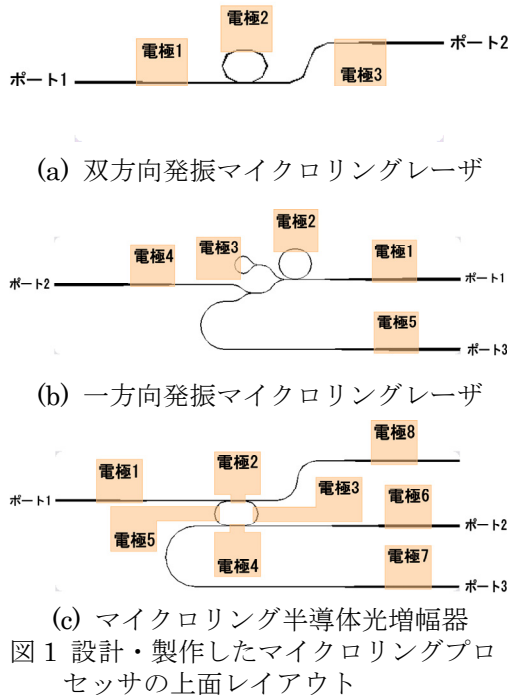 電極2
電極1
ポート2
ポート1
電極3
(a) 双方向発振マイクロリングレーザ
電極2
電極3
電極4
電極1
ポート2
ポート1
電極5
ポート3
(b) 一方向発振マイクロリングレーザ
電極8
電極2
電極1
電極3
ポート1
電極6
ポート2
電極5
電極4
電極7
ポート3
(c) マイクロリング半導体光増幅器
図 1 設計・製作したマイクロリングプロ
セッサの上面レイアウト